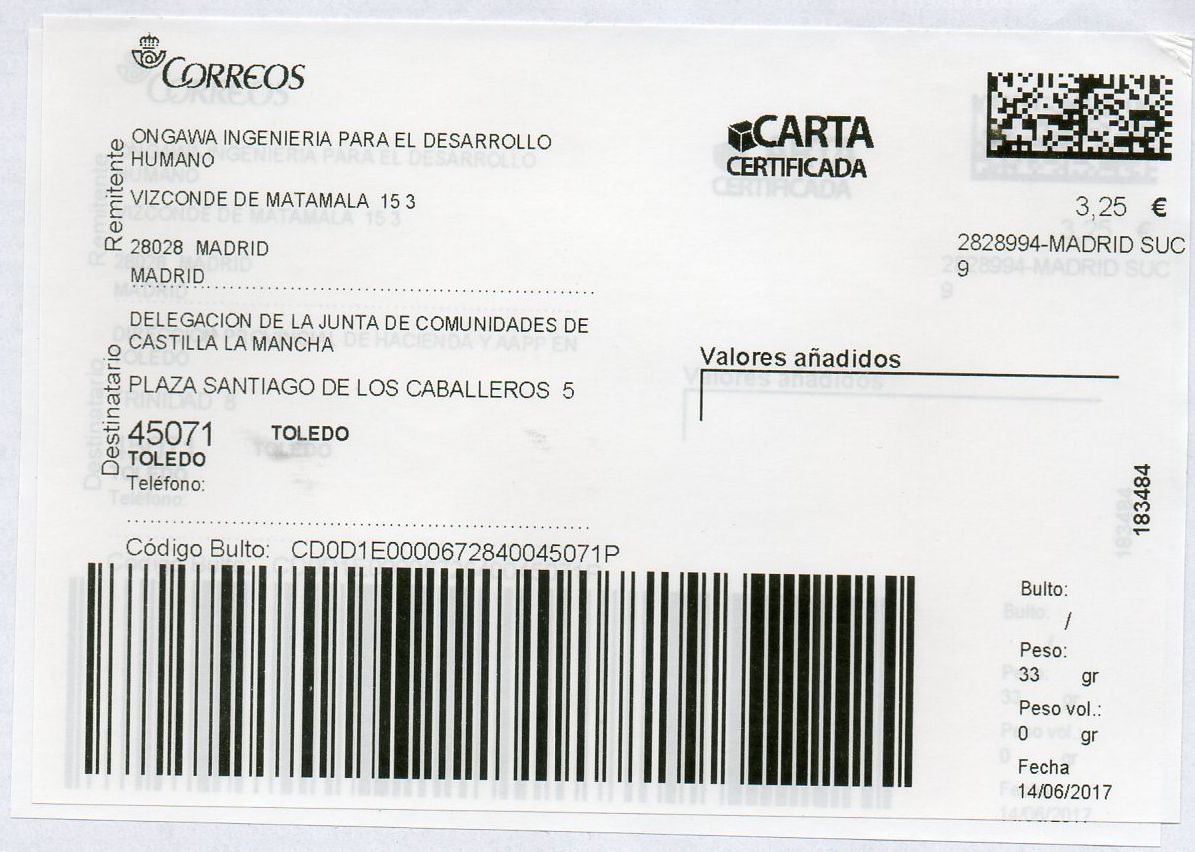 CORREOS
Remitente
ONGAWA INGENIERIA PARA EL DESARROLLO
HUMANO
VIZCONDE DE MATAMALA 15 3
28028 MADRID
MADRID
CARTA
CERTIFICADA
3,25 €
2828994-MADRID SUC
9
Destinatario
DELEGACION DE LA JUNTA DE COMUNIDADES DE
CASTILLA LA MANCHA
PLAZA SANTIAGO DE LOS CABALLEROS 5
45071 TOLEDO
TOLEDO
Teléfono:
Valores añadidos
183484
Código Bulto: CD0D1E0000672840045071P
Bulto:
/
Peso:
33 gr
Peso vol.:
0 gr
Fecha
14/06/2017